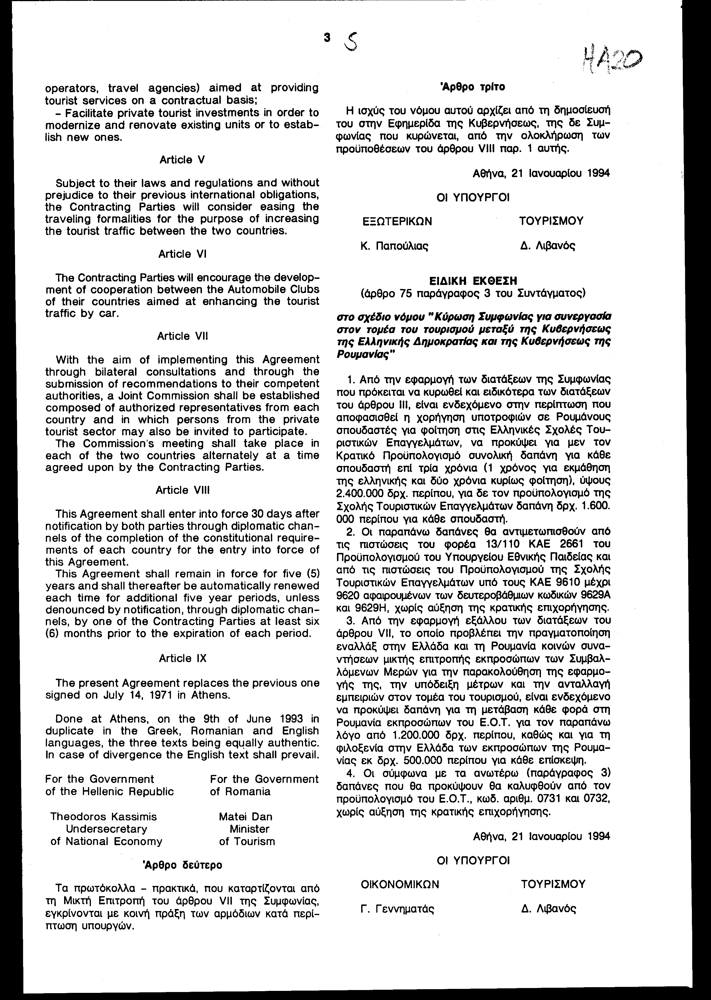 3 5
HA20
operators, travel agencies) aimed at providing
tourist services on a contractual basis;
- Facilitate private tourist investments in order to
modernize and renovate existing units or to estab-
lish new ones.
Article V
Subject to their laws and regulations and without
prejudice to their previous international obligations,
the Contracting Parties will consider easing the
traveling formalities for the purpose of increasing
the tourist traffic between the two countries.
Article VI
The Contracting Parties will encourage the develop-
ment of cooperation between the Automobile Clubs
of their countries aimed at enhancing the tourist
traffic by car.
Article VII
With the aim of implementing this Agreement
through bilateral consultations and through the
submission of recommendations to their competent
authorities, a Joint Commission shall be established
composed of authorized representatives from each
country and in which persons from the private
tourist sector may also be invited to participate.
The Commission's meeting shall take place in
each of the two countries alternately at a time
agreed upon by the Contracting Parties.
Article VIII
This Agreement shall enter into force 30 days after
notification by both parties through diplomatic chan-
nels of the completion of the constitutional require-
ments of each country for the entry into force of
this Agreement.
This Agreement shall remain in force for five (5)
years and shall thereafter be automatically renewed
each time for additional five year periods, unless
denounced by notification, through diplomatic chan-
nels, by one of the Contracting Parties at least six
(6) months prior to the expiration of each period.
Article IX
The present Agreement replaces the previous one
signed on July 14, 1971 in Athens.
Done at Athens, on the 9th of June 1993 in
duplicate in the Greek, Romanian and English
languages, the three texts being equally authentic.
In case of divergence the English text shall prevail.
For the Government For the Government
of the Hellenic Republic of Romania
Theodoros Kassimis Matei Dan
Undersecretary Minister
of National Economy of Tourism
'Αρθρο δεύτερο
Τα πρωτόκολλα - πρακτικά, που καταρτίζονται από
τη Μικτή Επιτροπή του άρθρου VII της Συμφωνίας,
εγκρίνονται με κοινή πράξη των αρμόδιων κατά περί-
πτωση υπουργών.
'Αρθρο τρίτο
Η ισχύς του νόμου αυτού αρχίζει από τη δημοσίευσή
του στην Εφημερίδα της Κυβερνήσεως, της δε Συμ-
φωνίας που κυρώνεται, από την ολοκλήρωση των
προϋποθέσεων του άρθρου VIII παρ. 1 αυτής.
Αθήνα, 21 Ιανουαρίου 1994
ΟΙ ΥΠΟΥΡΓΟΙ
ΕΞΩΤΕΡΙΚΩΝ ΤΟΥΡΙΣΜΟΥ
Κ. Παπούλιας Δ. Λιβανός
ΕΙΔΙΚΗ ΕΚΘΕΣΗ
(άρθρο 75 παράγραφος 3 του Συντάγματος)
στο σχέδιο νόμου "Κύρωση Συμφωνίας για συνεργασία
στον τομέα του τουρισμού μεταξύ της Κυβερνήσεως
της Ελληνικής Δημοκρατίας και της Κυβερνήσεως της
Ρουμανίας"
1. Από την εφαρμογή των διατάξεων της Συμφωνίας
που πρόκειται να κυρωθεί και ειδικότερα των διατάξεων
του άρθρου III, είναι ενδεχόμενο στην περίπτωση που
αποφασισθεί η χορήγηση υποτροφιών σε Ρουμάνους
σπουδαστές για φοίτηση στις Ελληνικές Σχολές Του-
ριστικών Επαγγελμάτων, να προκύψει για μεν τον
Κρατικό Προϋπολογισμό συνολική δαπάνη για κάθε
σπουδαστή επί τρία χρόνια (1 χρόνος για εκμάθηση
της ελληνικής και δύο χρόνια κυρίως φοίτηση), ύψους
2.400.000 δρχ. περίπου, για δε τον προϋπολογισμό της
Σχολής Τουριστικών Επαγγελμάτων δαπάνη δρχ. 1.600.
000 περίπου για κάθε σπουδαστή.
2. Οι παραπάνω δαπάνες θα αντιμετωπισθούν από
τις πιστώσεις του φορέα 13/110 ΚΑΕ 2661 του
Προϋπολογισμού του Υπουργείου Εθνικής Παιδείας και
από τις πιστώσεις του Προϋπολογισμού της Σχολής
Τουριστικών Επαγγελμάτων υπό τους ΚΑΕ 9610 μέχρι
9620 αφαιρουμένων των δευτεροβάθμιων κωδικών 9629Α
και 9629Η, χωρίς αύξηση της κρατικής επιχορήγησης.
3. Από την εφαρμογή εξάλλου των διατάξεων του
άρθρου VII, το οποίο προβλέπει την πραγματοποίηση
εναλλάξ στην Ελλάδα και τη Ρουμανία κοινών συνα-
ντήσεων μικτής επιτροπής εκπροσώπων των Συμβαλ-
λόμενων Μερών για την παρακολούθηση της εφαρμο-
γής της, την υπόδειξη μέτρων και την ανταλλαγή
εμπειριών στον τομέα του τουρισμού, είναι ενδεχόμενο
να προκύψει δαπάνη για τη μετάβαση κάθε φορά στη
Ρουμανία εκπροσώπων του Ε.Ο.Τ. για τον παραπάνω
λόγο από 1.200.000 δρχ. περίπου, καθώς και για τη
φιλοξενία στην Ελλάδα των εκπροσώπων της Ρουμα-
νίας εκ δρχ. 500.000 περίπου για κάθε επίσκεψη.
4. Οι σύμφωνα με τα ανωτέρω (παράγραφος 3)
δαπάνες που θα προκύψουν θα καλυφθούν από τον
προϋπολογισμό του Ε.Ο.Τ., κωδ. αριθμ. 0731 και 0732,
χωρίς αύξηση της κρατικής επιχορήγησης.
Αθήνα, 21 Ιανουαρίου 1994
ΟΙ ΥΠΟΥΡΓΟΙ
ΟΙΚΟΝΟΜΙΚΩΝ ΤΟΥΡΙΣΜΟΥ
Γ. Γεννηματάς Δ. Λιβανός